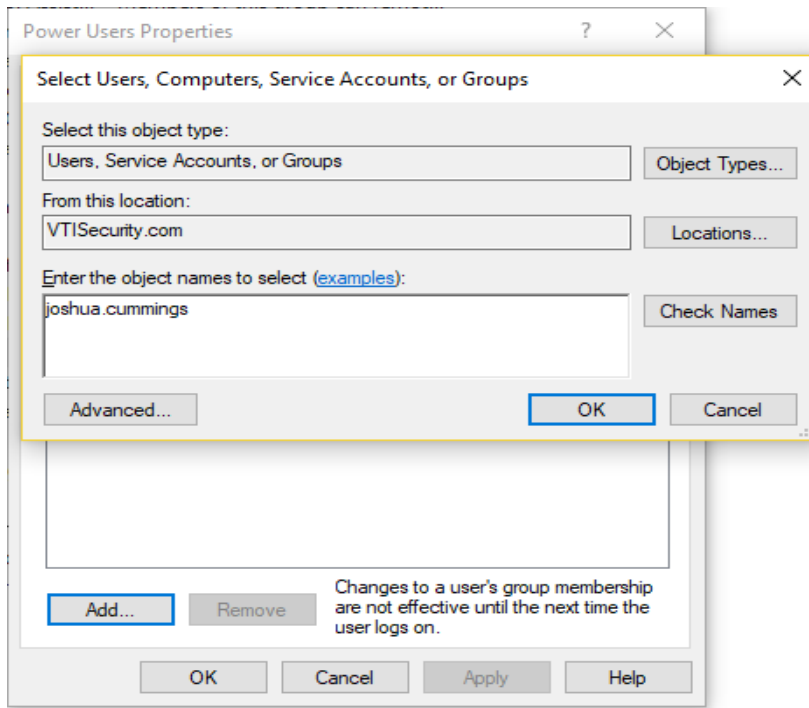 Power Users Properties
?
Select Users, Computers, Service Accounts, or Groups
Select this object type:
Users, Service Accounts, or Groups
Object Types...
From this location:
VTISecurity.com
Locations...
Enter the object names to select (examples):
joshua.cummings
Check Names
Advanced...
OK
Cancel
Add...
Remove
Changes to a user's group membership
are not effective until the next time the
user logs on.
OK
Cancel
Apply
Help